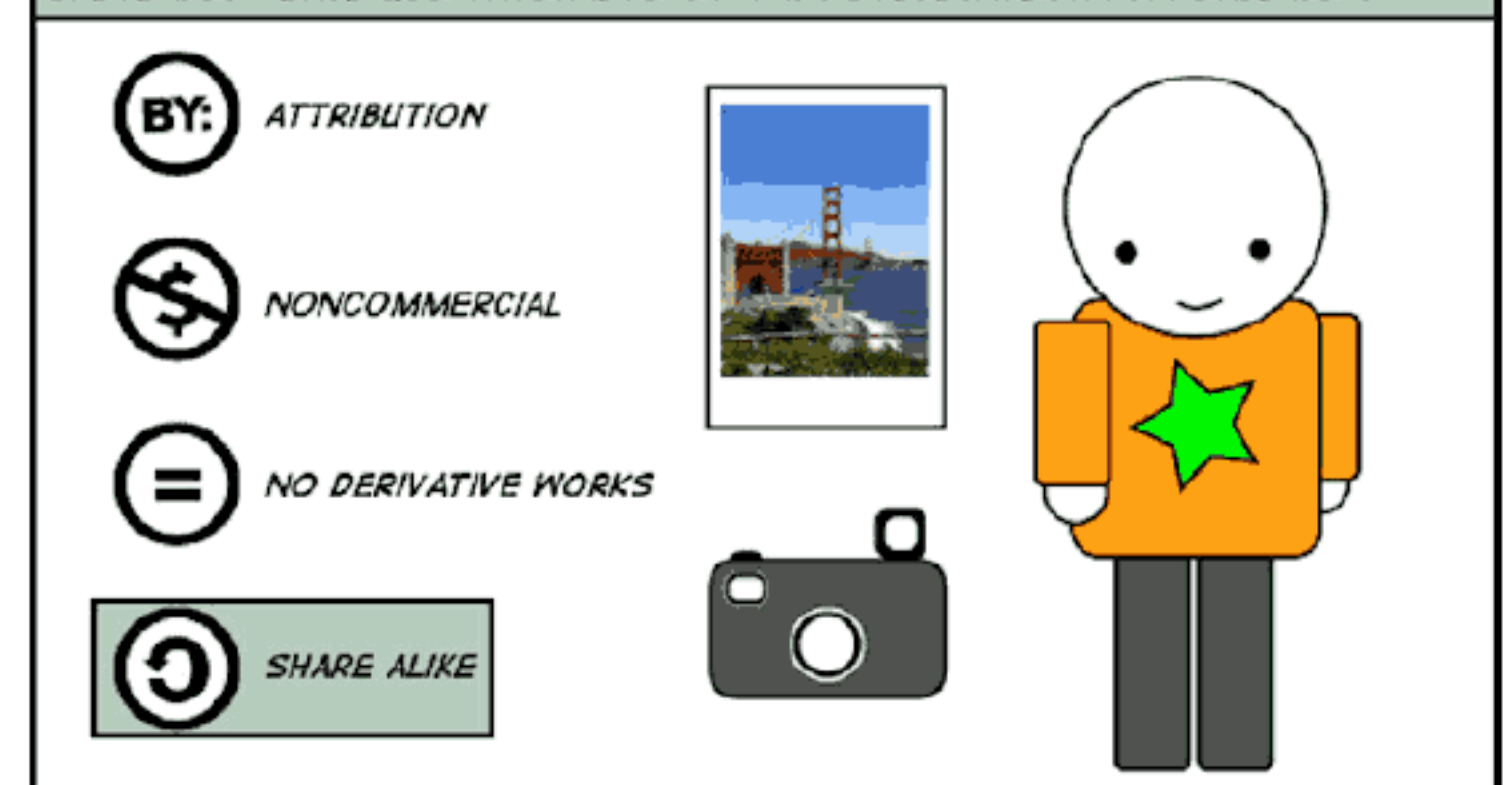 BY:
ATTRIBUTION
$
NONCOMMERCIAL
=
NO DERIVATIVE WORKS
SHARE ALIKE